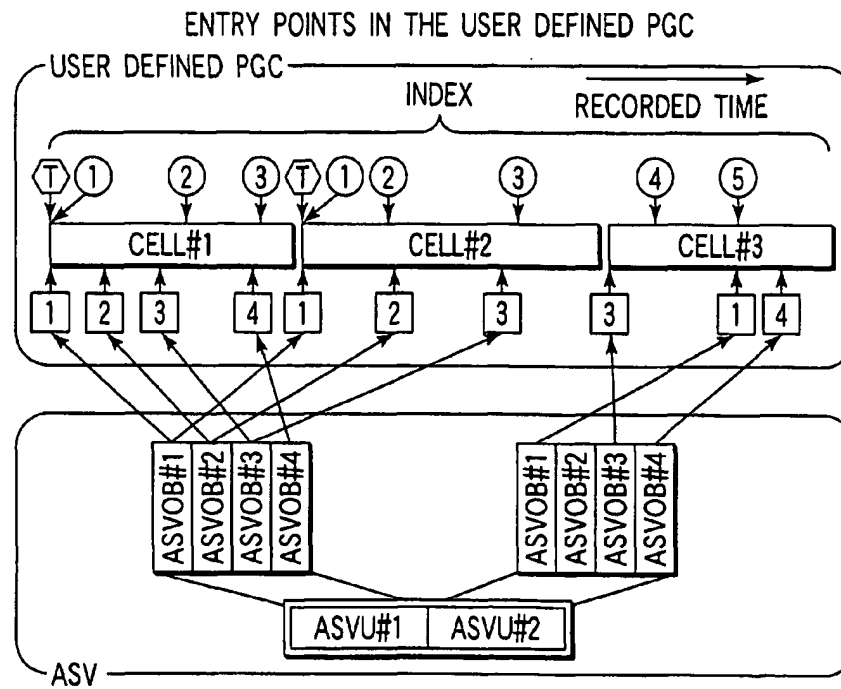 ENTRY POINTS IN THE USER DEFINED PGC
USER DEFINED PGC
INDEX
RECORDED TIME
T 1 2 3 T 1 2 3 4 5
CELL#1 CELL#2 CELL#3
1 2 3 4 1 2 3 3 1 4
ASVOB#1
ASVOB#2
ASVOB#3
ASVOB#4
ASVOB#1
ASVOB#2
ASVOB#3
ASVOB#4
ASVU#1 ASVU#2
ASV